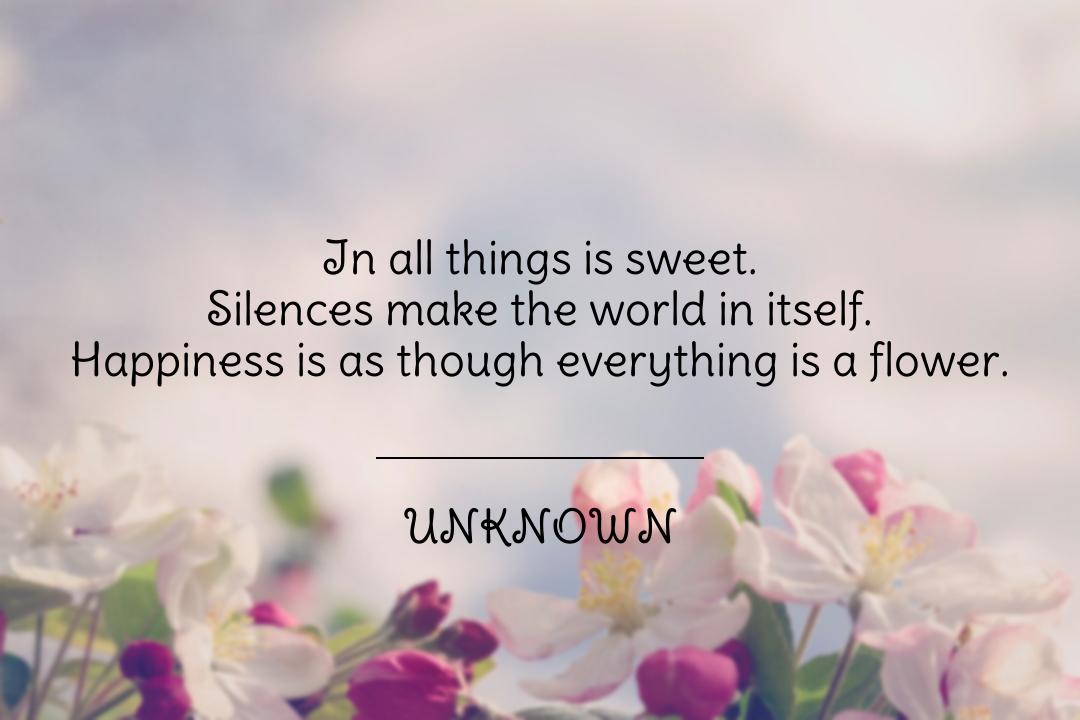 In all things is sweet.
Silences make the world in itself.
Happiness is as though everything is a flower.
UNKNOWN